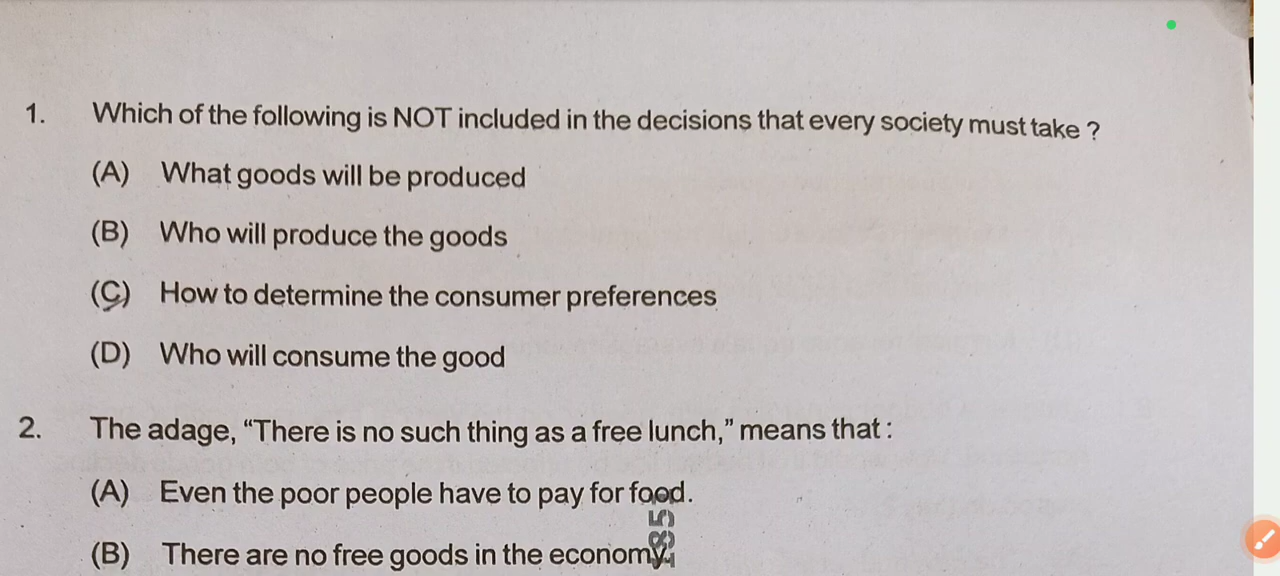 1. Which of the following is NOT included in the decisions that every society must take ?
(A) What goods will be produced
(B) Who will produce the goods
(C) How to determine the consumer preferences
(D) Who will consume the good
2. The adage, “There is no such thing as a free lunch,” means that :
(A) Even the poor people have to pay for food.
(B) There are no free goods in the economy.